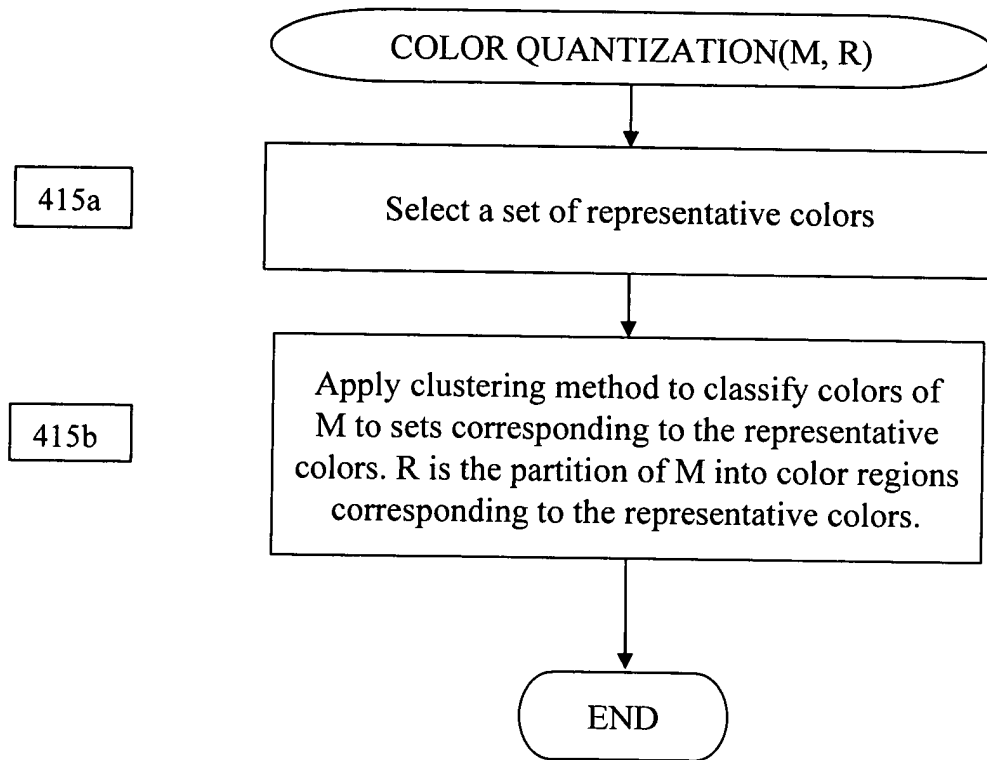 COLOR QUANTIZATION(M, R)
415a
Select a set of representative colors
415b
Apply clustering method to classify colors of
M to sets corresponding to the representative
colors. R is the partition of M into color regions
corresponding to the representative colors.
END